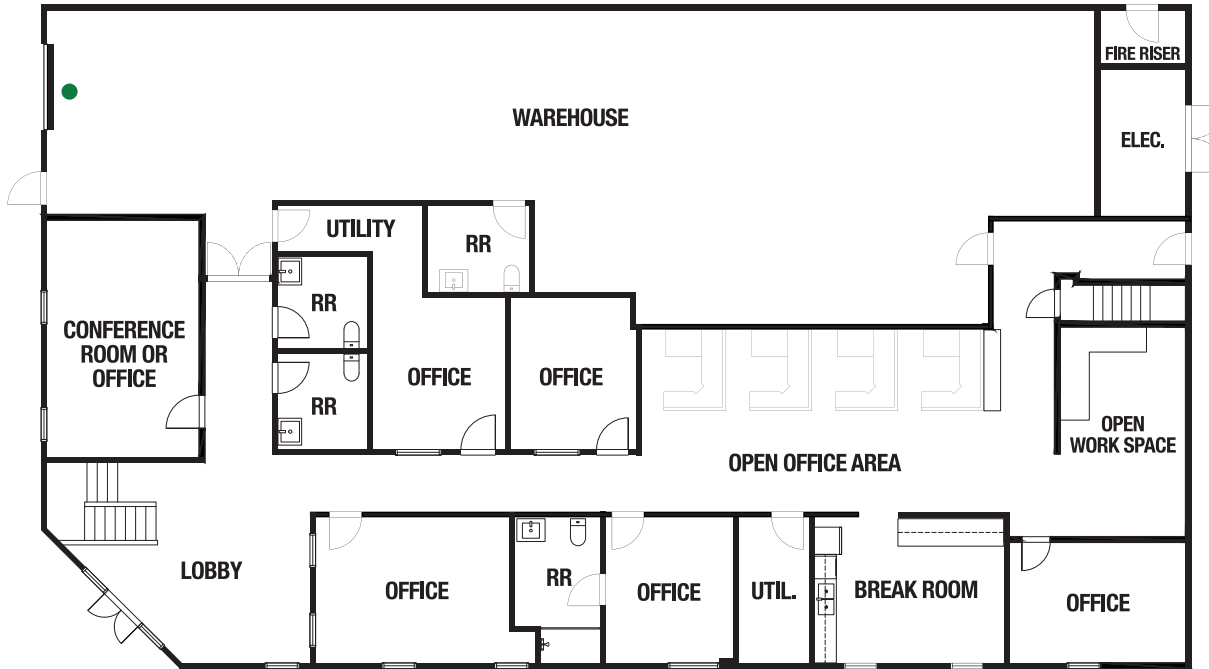 FIRE RISER
WAREHOUSE
ELEC.
UTILITY
RR
RR
CONFERENCE
ROOM OR
OFFICE
OFFICE
OFFICE
RR
OPEN
WORK SPACE
OPEN OFFICE AREA
LOBBY
OFFICE
RR
OFFICE
UTIL.
BREAK ROOM
OFFICE